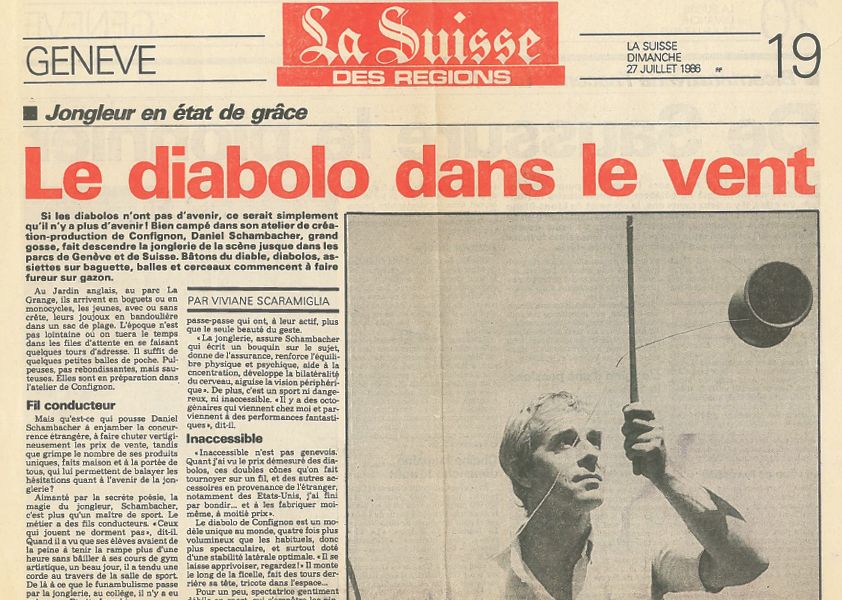 GENEVE
La Suisse
DES REGIONS
LA SUISSE
DIMANCHE
27 JUILLET 1986
19
Jongleur en état de grâce
Le diabolo dans le vent
Si les diabolos n'ont pas d'avenir, ce serait simplement
qu'il n'y a plus d'avenir! Bien campé dans son atelier de créa-
tion-production de Confignon, Daniel Schambacher, grand
gosse, fait descendre la jonglerie de la scène jusque dans les
parcs de Genève et de Suisse. Bâtons du diable, diabolos, as-
siettes sur baguette, balles et cerceaux commencent à faire
fureur sur gazon.
Au Jardin anglais, au parc La
Grange, ils arrivent en boguets ou en
monocycles, les jeunes, avec ou sans
crête, leurs joujoux en bandoulière
dans un sac de plage. L'époque n'est
pas lointaine où on tuera le temps
dans les files d'attente en se faisant
quelques tours d'adresse. Il suffit de
quelques petites balles de poche. Pul-
peuses, pas rebondissantes, mais sau-
teuses. Elles sont en préparation dans
l'atelier de Confignon.
Fil conducteur
Mais qu'est-ce qui pousse Daniel
Schambacher à enjamber la concur-
rence étrangère, à faire chuter vertigi-
neusement les prix de vente, tandis
que grimpe le nombre de ses produits
uniques, faits maison et à la portée de
tous, qui lui permettent de balayer les
hésitations quant à l'avenir de la jon-
glerie?
Aimanté par la secrète poésie, la
magie du jongleur, Schambacher,
c'est plus qu'un maître de sport. Le
métier a des fils conducteurs. «Ceux
qui jouent ne dorment pas», dit-il.
Quand il a vu que ses élèves avaient de
la peine à tenir la rampe plus d'une
heure sans bâiller à ses cours de gym
artistique, un beau jour, il a tendu une
corde au travers de la salle de sport.
De là à ce que le funambulisme passe
par la jonglerie, au collège, il n'y a eu
PAR VIVIANE SCARAMIGLIA
passe-passe qui ont, à leur actif, plus
que le seule beauté du geste.
«La jonglerie, assure Schambacher
qui écrit un bouquin sur le sujet,
donne de l'assurance, renforce l'équili-
bre physique et psychique, aide à la
cncentration, développe la bilatéralité
du cerveau, aiguise la vision périphéri-
que». De plus, c'est un sport ni dange-
reux, ni inaccessible. «Il y a des octo-
génaires qui viennent chez moi et par-
viennent à des performances fantasti-
ques», dit-il.
Inaccessible
«Inaccessible n'est pas genevois.
Quant j'ai vu le prix démesuré des dia-
bolos, ces doubles cônes qu'on fait
tournoyer sur un fil, et des autres ac-
cessoires en provenance de l'étranger,
notamment des Etats-Unis, j'ai fini
par bondir... et à les fabriquer moi-
même, à moitié prix».
Le diabolo de Confignon est un mo-
dèle unique au monde, quatre fois plus
volumineux que les habituels, donc
plus spectaculaire, et surtout doté
d'une stabilité latérale optimale. «Il se
laisse apprivoiser, regardez!» Il monte
le long de la ficelle, fait des tours der-
rière sa tête, tricote dans l'espace...
Pour un peu, spectatrice gentiment